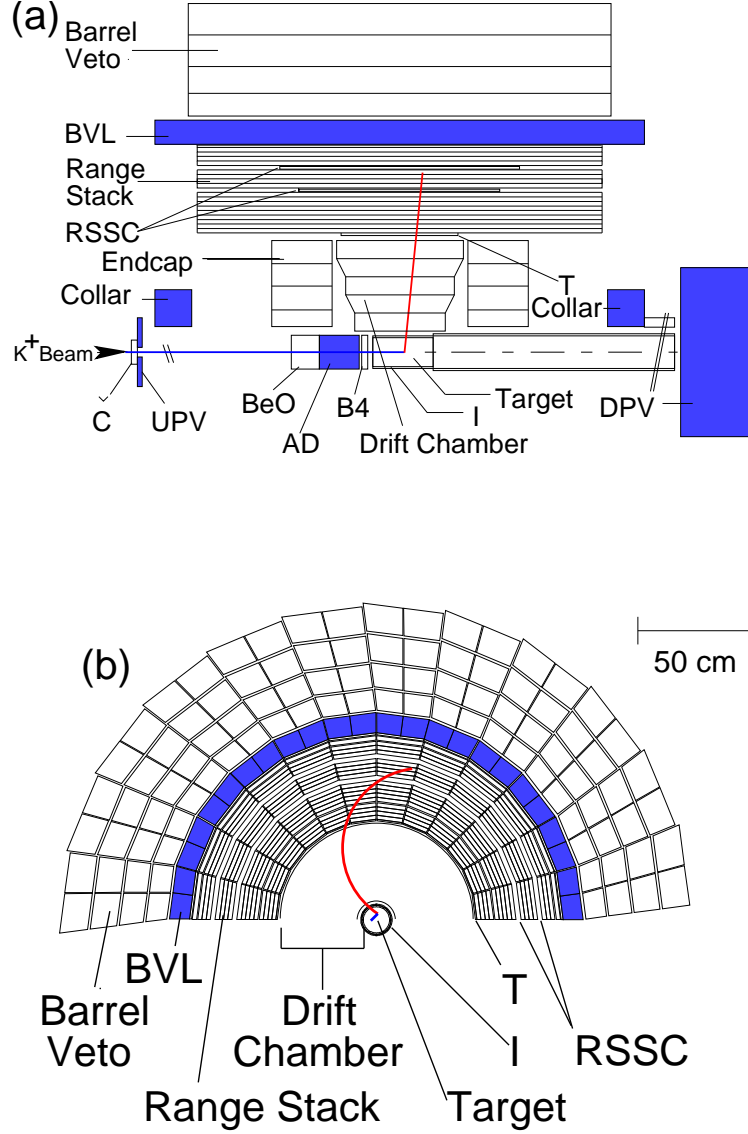 (a)
Barrel
Veto
BVL
Range
Stack
RSSC
Endcap
T
Collar
Collar
K+ Beam
C
UPV
BeO
AD
B4
I
Target
Drift Chamber
DPV
50 cm
(b)
BVL
Barrel
Veto
Drift
Chamber
T
I
RSSC
Range Stack
Target